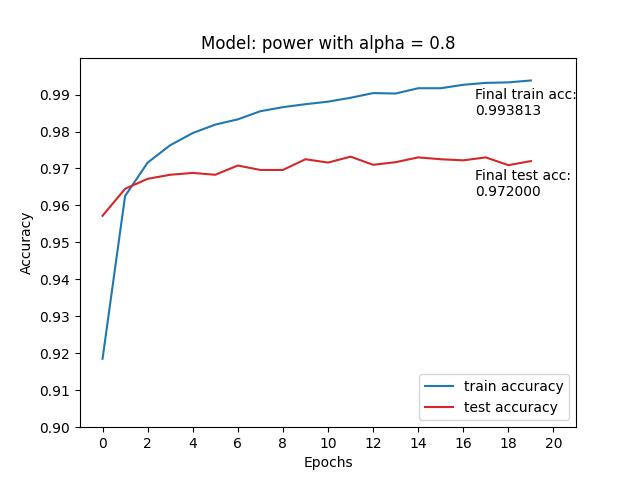 Model: power with alpha = 0.8
Accuracy
0.99
0.98
0.97
0.96
0.95
0.94
0.93
0.92
0.91
0.90
Final train acc:
0.993813
Final test acc:
0.972000
train accuracy
test accuracy
0 2 4 6 8 10 12 14 16 18 20
Epochs